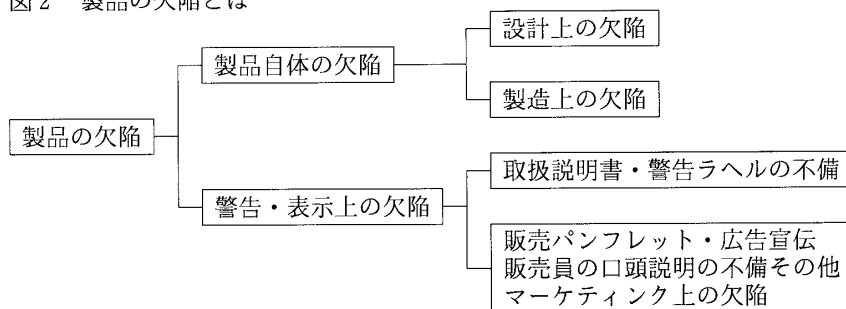 図2　製品の欠陥とは
設計上の欠陥
製品自体の欠陥
製造上の欠陥
製品の欠陥
取扱説明書・警告ラヘルの不備
警告・表示上の欠陥
販売パンフレット・広告宣伝
販売員の口頭説明の不備その他
マーケティンク上の欠陥